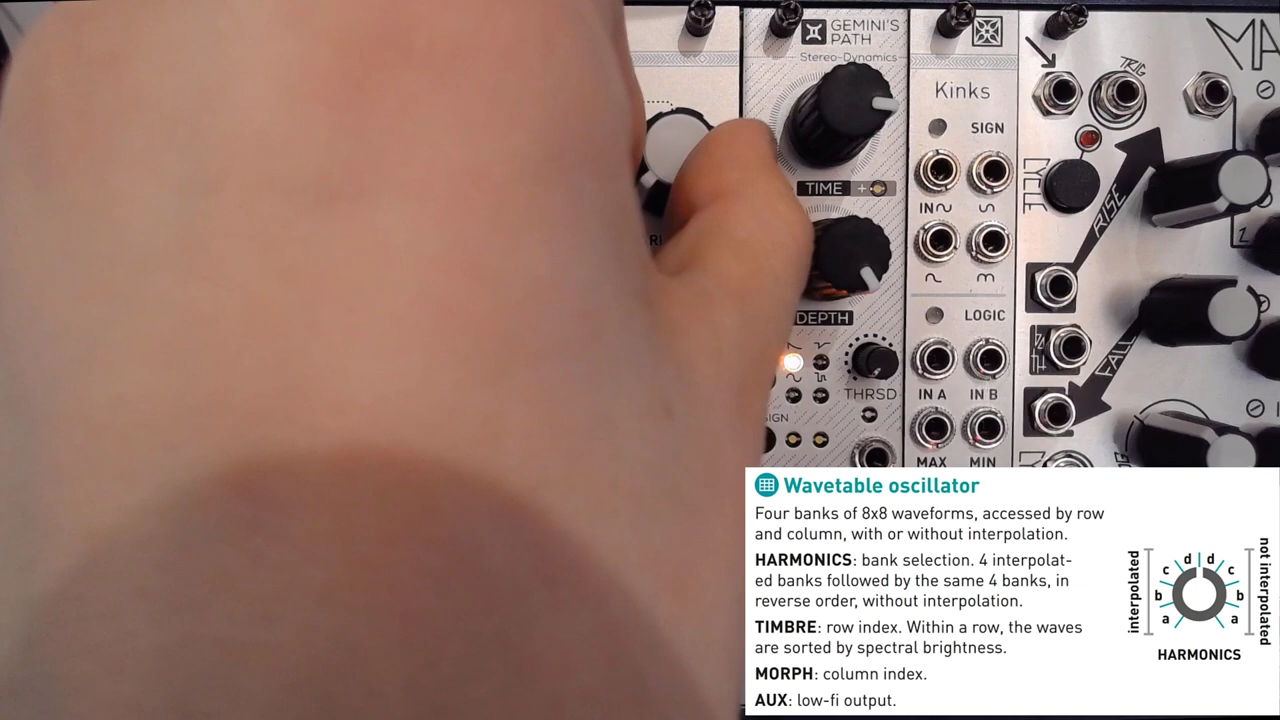 GEMINI'S
PATH
Stereo-Dynamics
TIME +
DEPTH
THRSD
Kinks
SIGN
IN
LOGIC
IN A IN B
MAX MIN
TRIG
CYCLE
RISE
FALL
MA
Wavetable oscillator
Four banks of 8x8 waveforms, accessed by row
and column, with or without interpolation.
HARMONICS: bank selection. 4 interpolat-
ed banks followed by the same 4 banks, in
reverse order, without interpolation.
TIMBRE: row index. Within a row, the waves
are sorted by spectral brightness.
MORPH: column index.
AUX: low-fi output.
interpolated
a b c d d c b a
not interpolated
HARMONICS